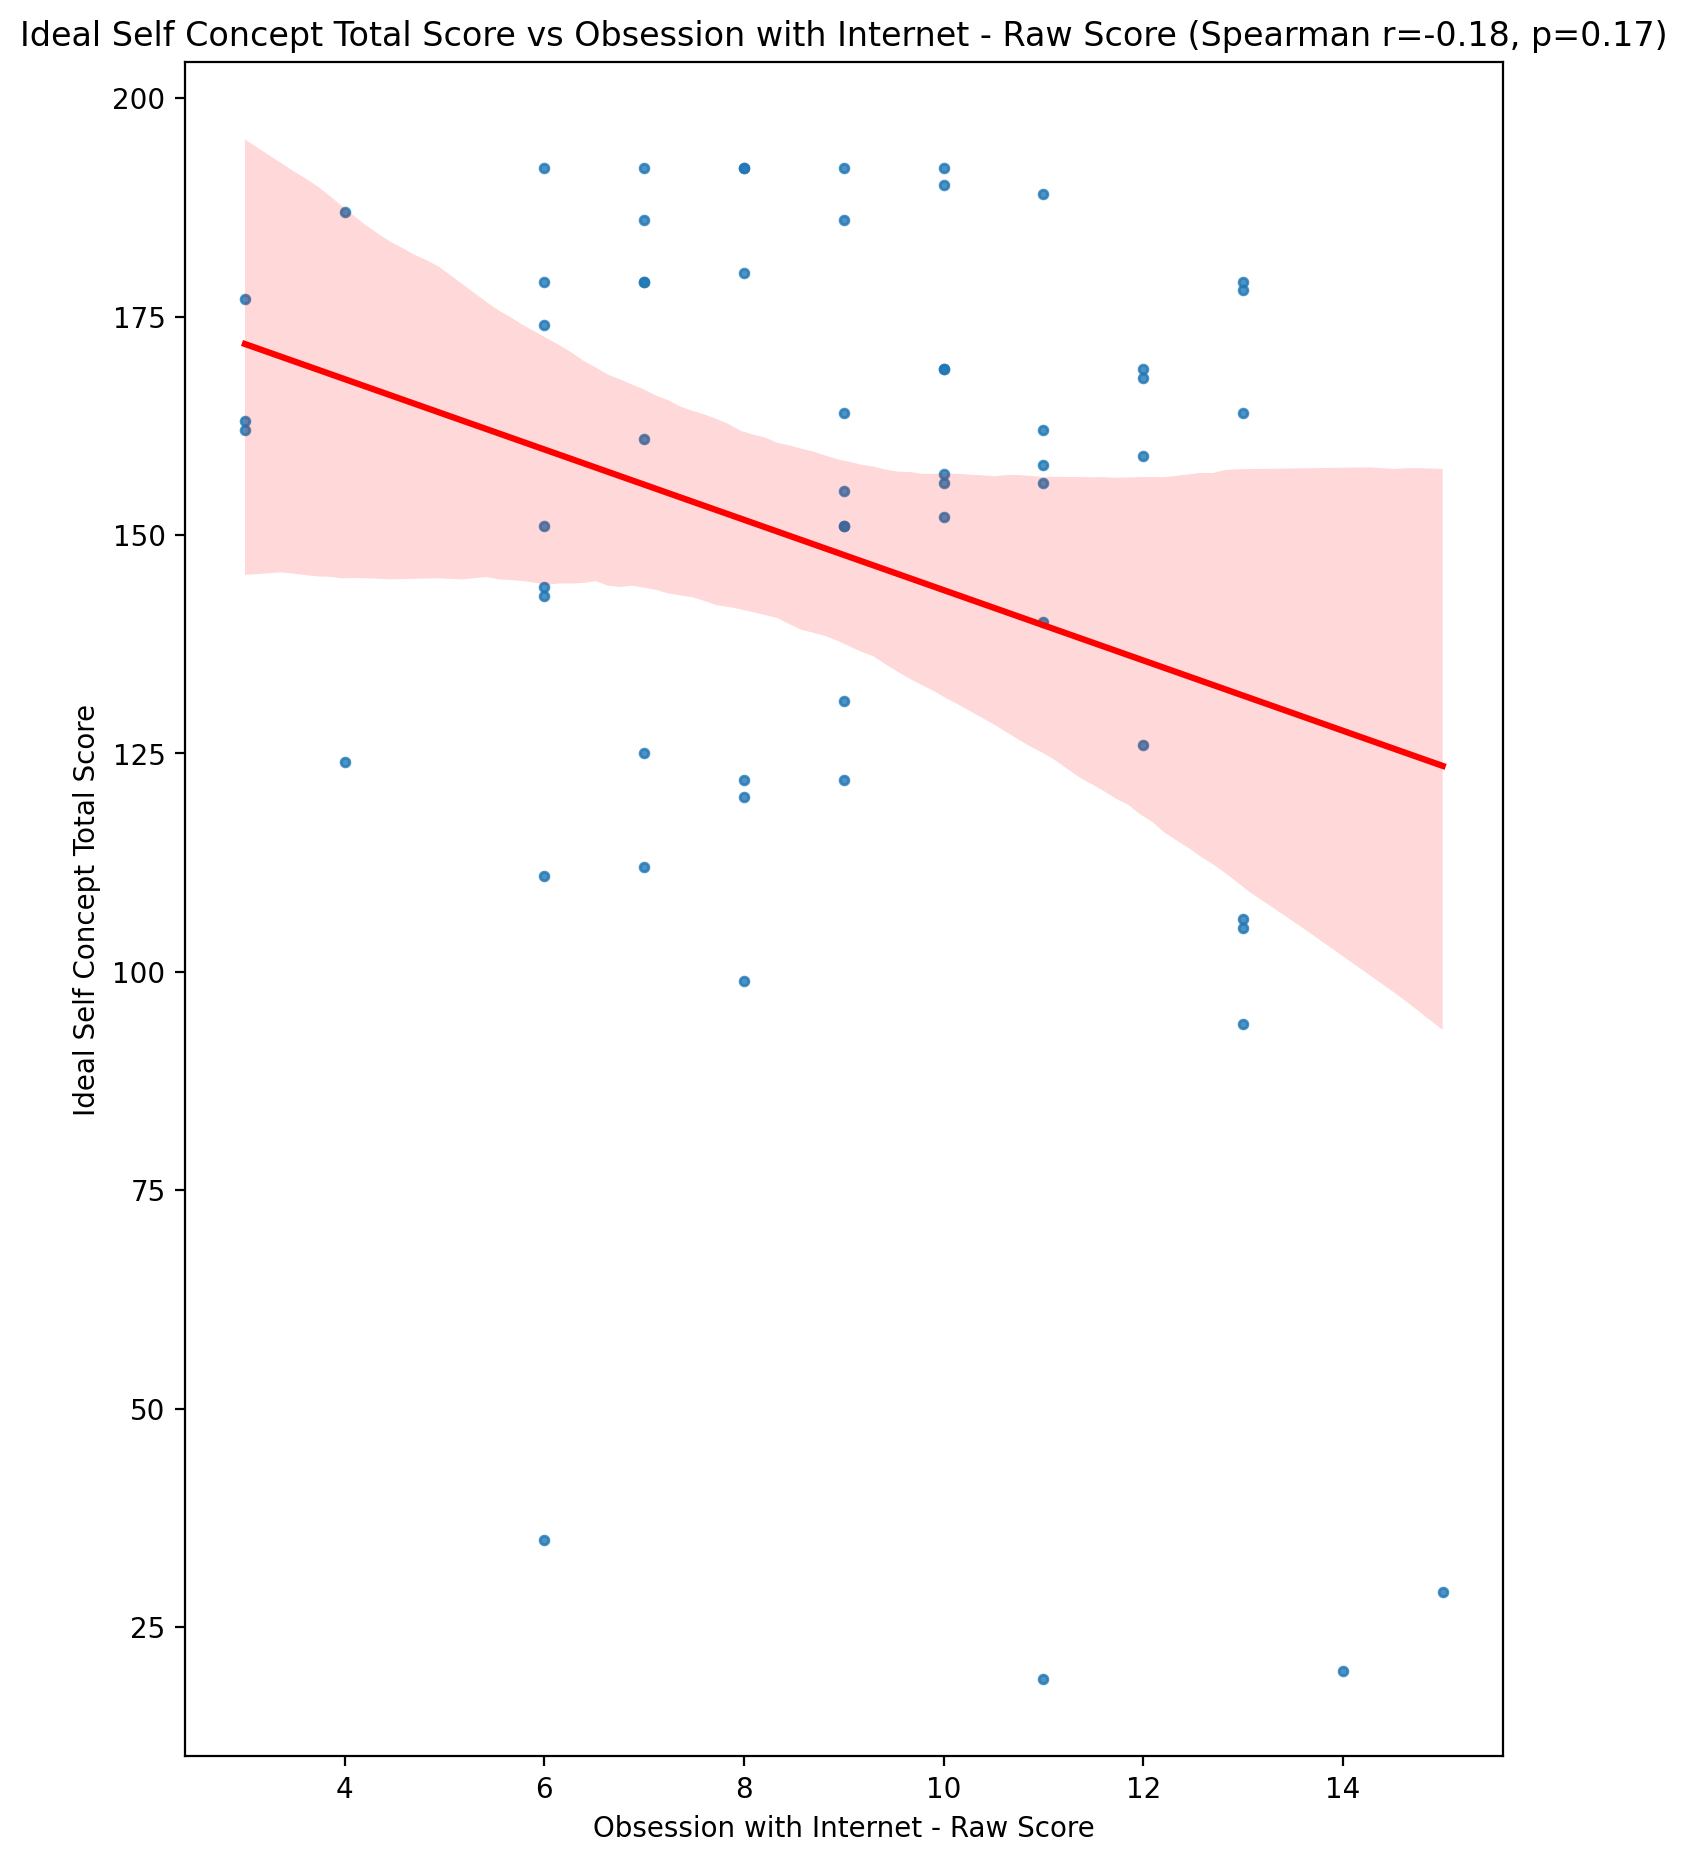 Ideal Self Concept Total Score vs Obsession with Internet - Raw Score (Spearman r=-0.18, p=0.17)
200
175
150
125
100
75
50
25
Ideal Self Concept Total Score
4 6 8 10 12 14
Obsession with Internet - Raw Score